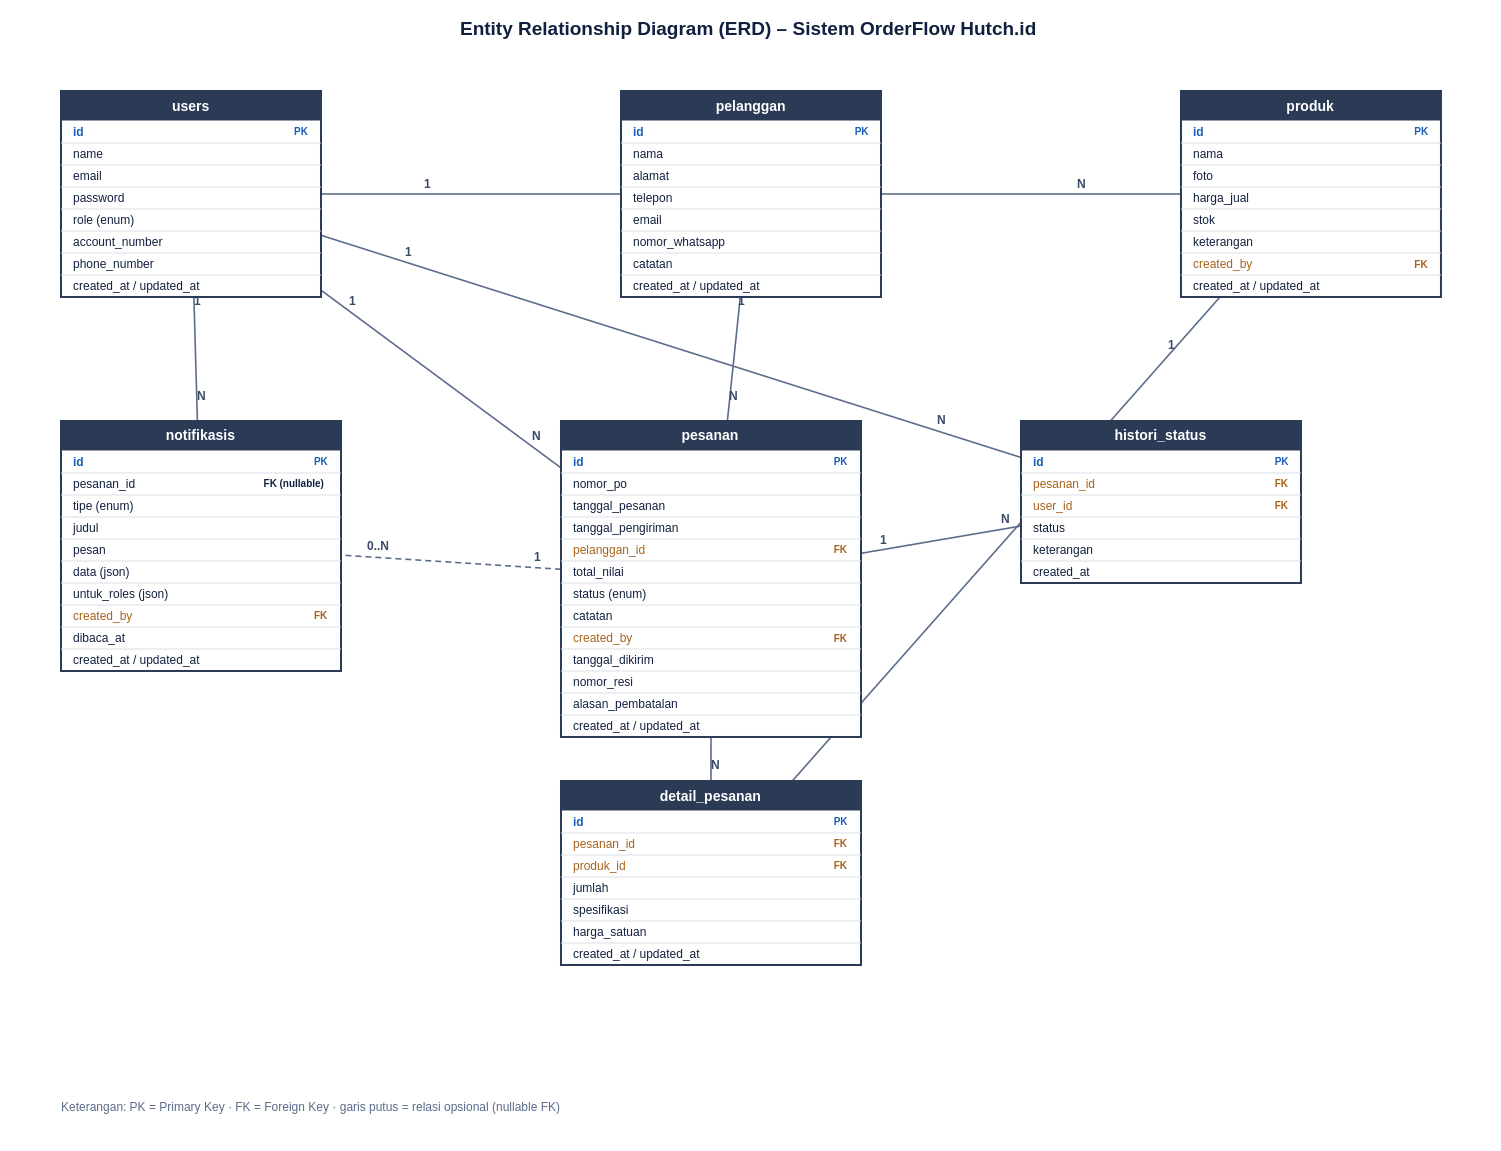 Entity Relationship Diagram (ERD) – Sistem OrderFlow Hutch.id
users
id PK
name
email
password
role (enum)
account_number
phone_number
created_at / updated_at
pelanggan
id PK
nama
alamat
telepon
email
nomor_whatsapp
catatan
created_at / updated_at
produk
id PK
nama
foto
harga_jual
stok
keterangan
created_by FK
created_at / updated_at
1
N
1
N
1
N
1
N
1
N
1
notifikasis
id PK
pesanan_id FK (nullable)
tipe (enum)
judul
pesan
data (json)
untuk_roles (json)
created_by FK
dibaca_at
created_at / updated_at
0..N
1
pesanan
id PK
nomor_po
tanggal_pesanan
tanggal_pengiriman
pelanggan_id FK
total_nilai
status (enum)
catatan
created_by FK
tanggal_dikirim
nomor_resi
alasan_pembatalan
created_at / updated_at
1
N
histori_status
id PK
pesanan_id FK
user_id FK
status
keterangan
created_at
N
detail_pesanan
id PK
pesanan_id FK
produk_id FK
jumlah
spesifikasi
harga_satuan
created_at / updated_at
Keterangan: PK = Primary Key · FK = Foreign Key · garis putus = relasi opsional (nullable FK)